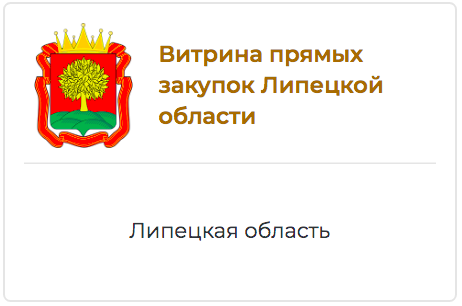 Витрина прямых
закупок Липецкой
области
Липецкая область